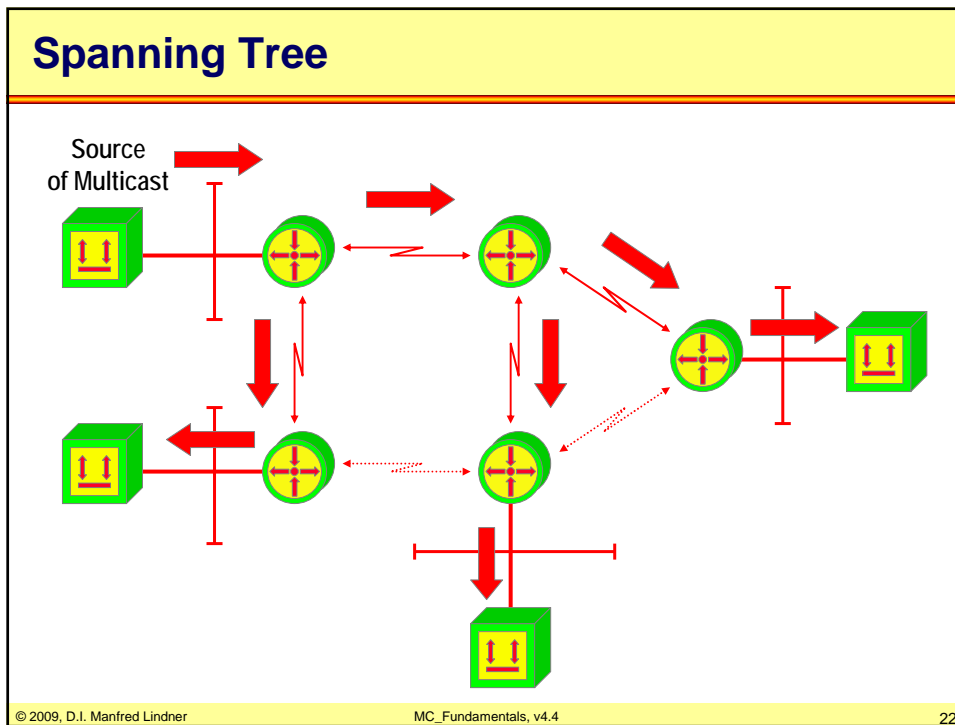 Spanning Tree
Source
of Multicast
© 2009, D.I. Manfred Lindner
MC_Fundamentals, v4.4
22